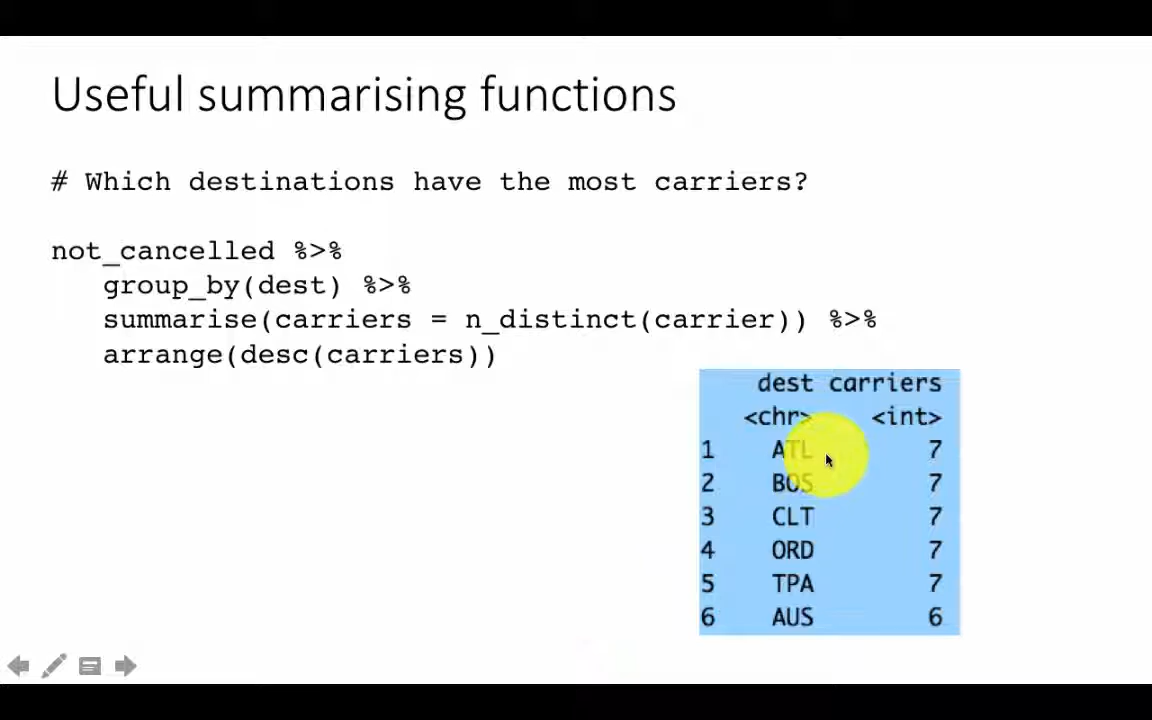 Useful summarising functions
# Which destinations have the most carriers?
not_cancelled %>%
group_by(dest) %>%
summarise(carriers = n_distinct(carrier)) %>%
arrange(desc(carriers))
dest carriers
<chr> <int>
1 ATL 7
2 BOS 7
3 CLT 7
4 ORD 7
5 TPA 7
6 AUS 6